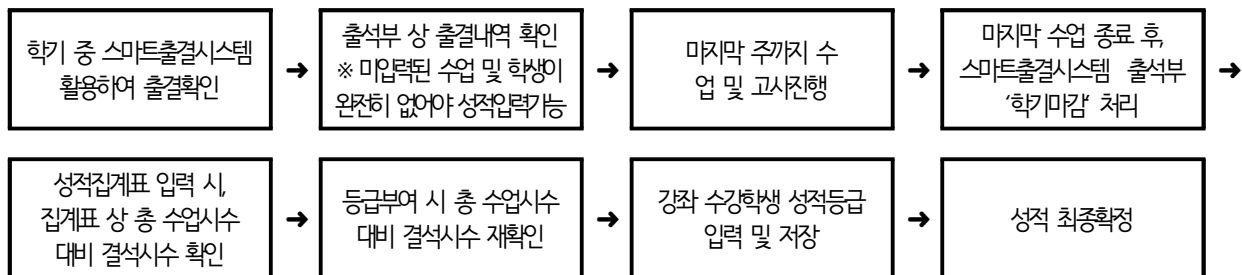 학기 중 스마트출결시스템
활용하여 출결확인
➜
출석부 상 출결내역 확인
※ 미입력된 수업 및 학생이
완전히 없어야 성적입력가능
➜
마지막 주까지 수
업 및 고사진행
➜
마지막 수업 종료 후,
스마트출결시스템 출석부
‘학기마감‘ 처리
➜
성적집계표 입력 시,
집계표 상 총 수업시수
대비 결석시수 확인
➜
등급부여 시 총 수업시수
대비 결석시수 재확인
➜
강좌 수강학생 성적등급
입력 및 저장
➜
성적 최종확정